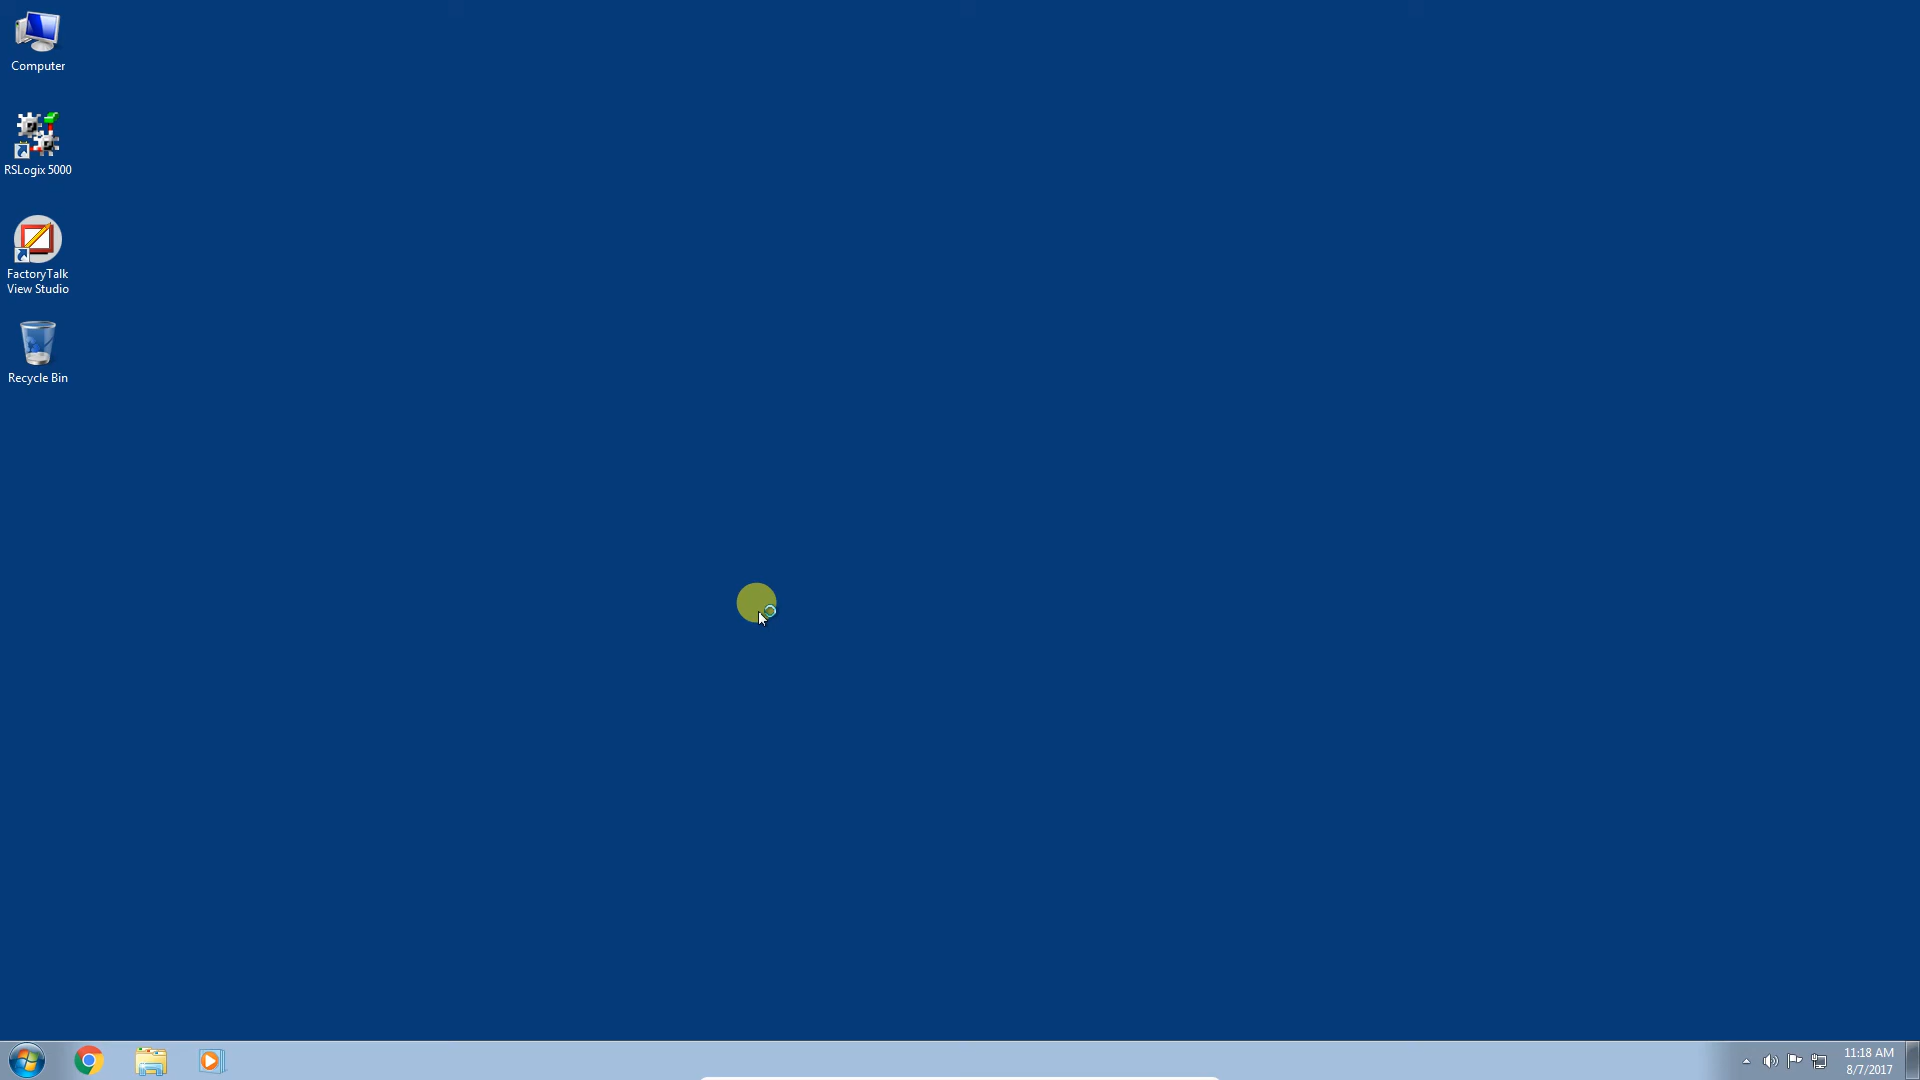 Computer
RSLogix 5000
FactoryTalk
View Studio
Recycle Bin
11:18 AM
8/7/2017